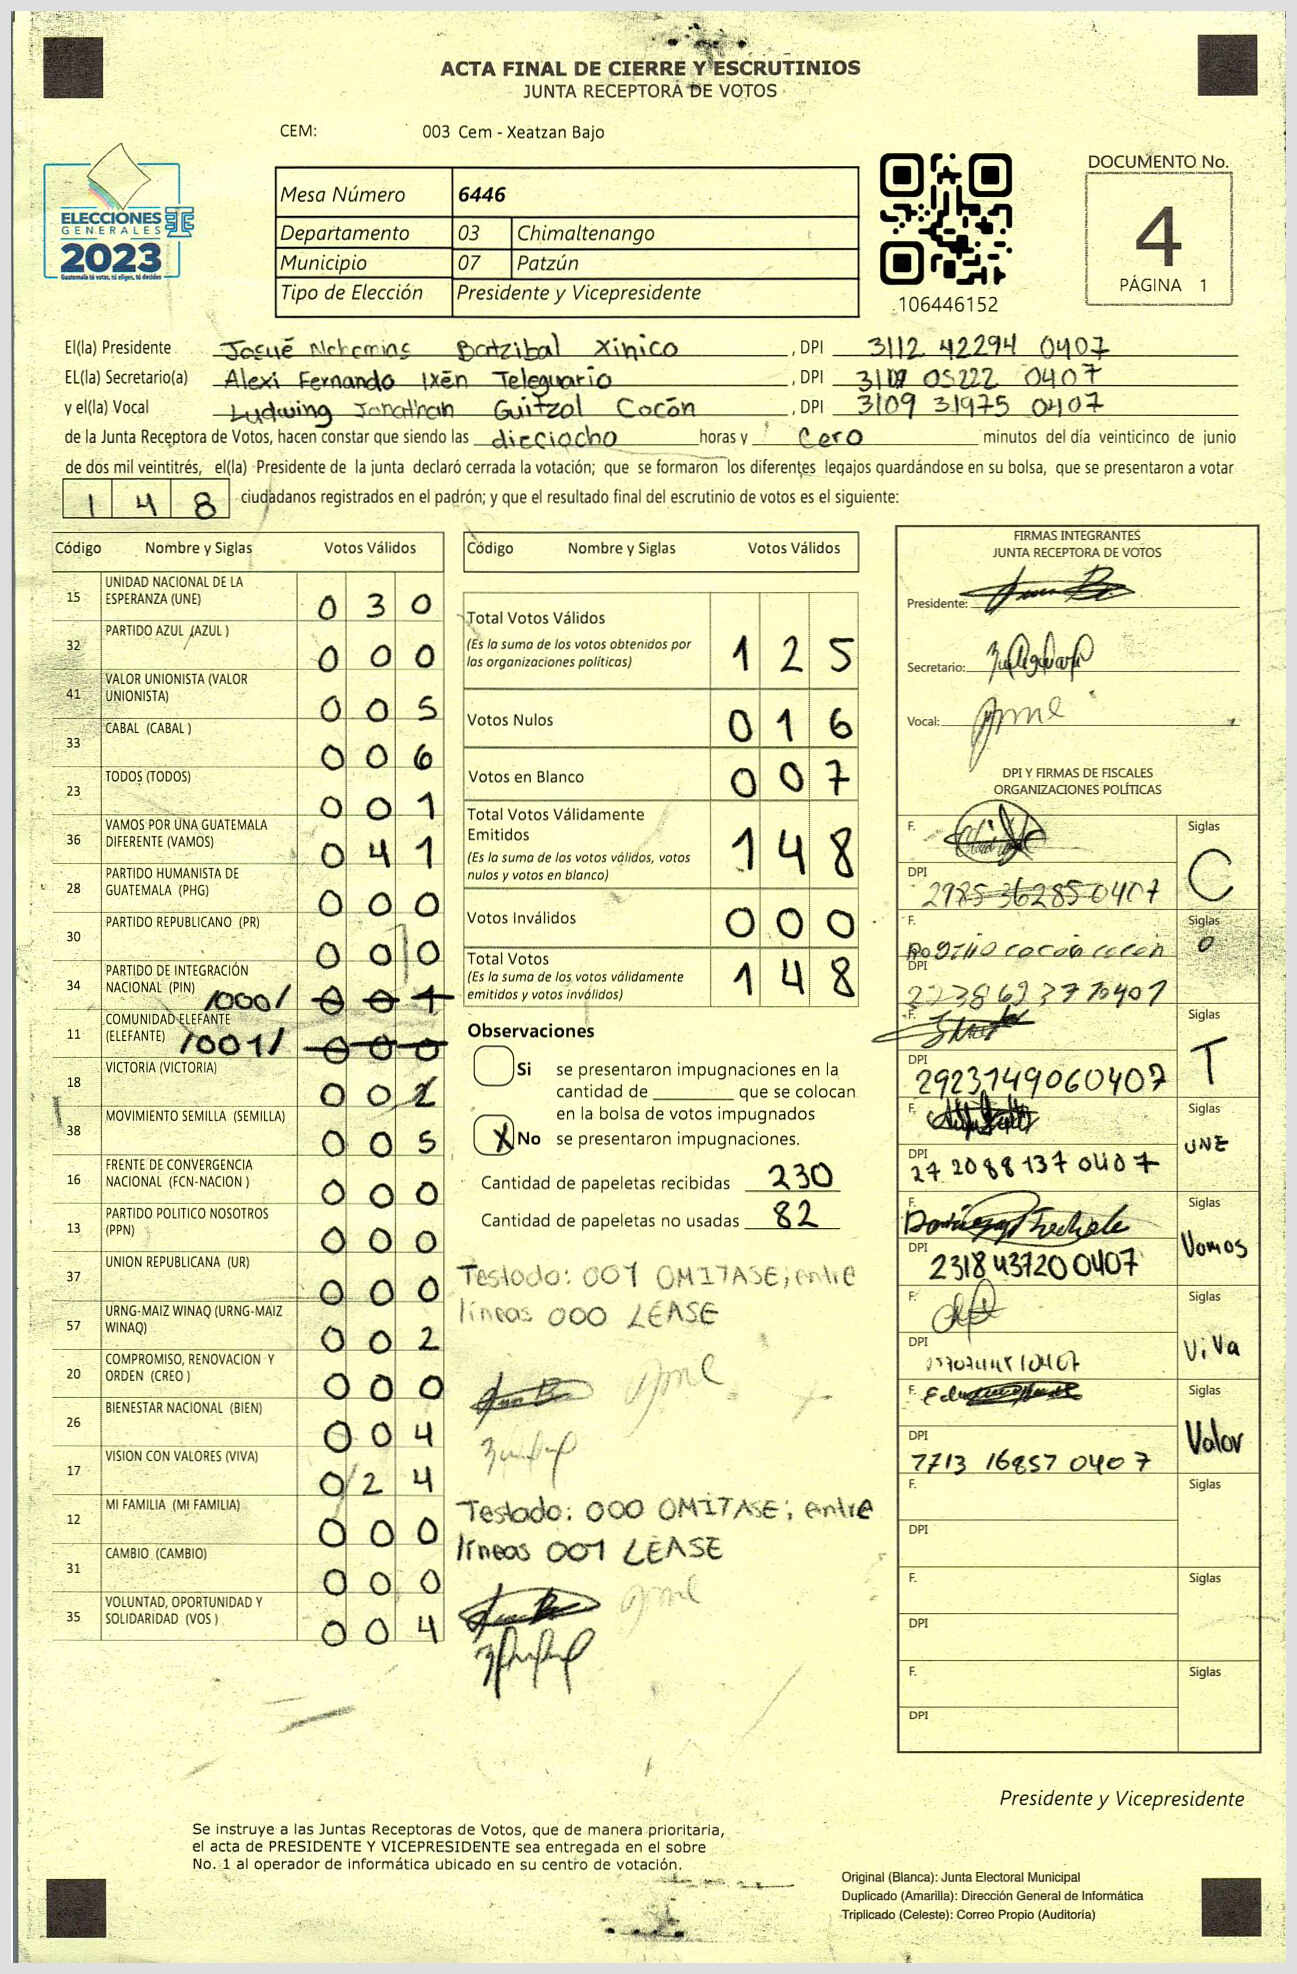 ACTA FINAL DE CIERRE Y ESCRUTINIOS
JUNTA RECEPTORA DE VOTOS
CEM: 003 Cem - Xeatzan Bajo
ELECCIONES
GENERALES
2023
Guatemala tú votas, tú eliges, tú decides
Mesa Número 6446
Departamento 03 Chimaltenango
Municipio 07 Patzún
Tipo de Elección Presidente y Vicepresidente
106446152
DOCUMENTO No.
4
PÁGINA 1
El(la) Presidente Josué Nehemias Batzibal Xinico, DPI 3112 42294 0407
EL(la) Secretario(a) Alexi Fernando Ixén Teleguario, DPI 05222 0407
y el(la) Vocal Ludwing Jonathan Guitzol Cocón, DPI 3109 31975 0407
de la Junta Receptora de Votos, hacen constar que siendo las dieciocho horas y cero minutos del día veinticinco de junio
de dos mil veintitrés, el(la) Presidente de la junta declaró cerrada la votación; que se formaron los diferentes legajos guardándose en su bolsa, que se presentaron a votar
148 ciudadanos registrados en el padrón; y que el resultado final del escrutinio de votos es el siguiente:
Código Nombre y Siglas Votos Válidos
15 UNIDAD NACIONAL DE LA
ESPERANZA (UNE) 0 3 0
32 PARTIDO AZUL (AZUL ) 0 0 0
41 VALOR UNIONISTA (VALOR
UNIONISTA) 0 0 5
33 CABAL (CABAL ) 0 0 6
23 TODOS (TODOS) 0 0 1
36 VAMOS POR UNA GUATEMALA
DIFERENTE (VAMOS) 0 4 1
28 PARTIDO HUMANISTA DE
GUATEMALA (PHG) 0 0 0
30 PARTIDO REPUBLICANO (PR) 0 0 0
34 PARTIDO DE INTEGRACIÓN
NACIONAL (PIN) /000/ 0 0 1
11 COMUNIDAD ELEFANTE
(ELEFANTE) /001/ 0 0 0
18 VICTORIA (VICTORIA) 0 0 2
38 MOVIMIENTO SEMILLA (SEMILLA) 0 0 5
16 FRENTE DE CONVERGENCIA
NACIONAL (FCN-NACION ) 0 0 0
13 PARTIDO POLITICO NOSOTROS
(PPN) 0 0 0
37 UNION REPUBLICANA (UR) 0 0 0
57 URNG-MAIZ WINAQ (URNG-MAIZ
WINAQ) 0 0 2
20 COMPROMISO, RENOVACION Y
ORDEN (CREO ) 0 0 0
26 BIENESTAR NACIONAL (BIEN) 0 0 4
17 VISION CON VALORES (VIVA) 0 2 4
12 MI FAMILIA (MI FAMILIA) 0 0 0
31 CAMBIO (CAMBIO) 0 0 0
35 VOLUNTAD, OPORTUNIDAD Y
SOLIDARIDAD (VOS ) 0 0 4
Código Nombre y Siglas Votos Válidos
Total Votos Válidos 1 2 5
(Es la suma de los votos obtenidos por
las organizaciones políticas)
Votos Nulos 0 1 6
Votos en Blanco 0 0 7
Total Votos Válidamente
Emitidos 1 4 8
(Es la suma de los votos válidos, votos
nulos y votos en blanco)
Votos Inválidos 0 0 0
Total Votos 1 4 8
(Es la suma de los votos válidamente
emitidos y votos inválidos)
Observaciones
Si se presentaron impugnaciones en la
cantidad de ________ que se colocan
en la bolsa de votos impugnados
X No se presentaron impugnaciones.
Cantidad de papeletas recibidas 230
Cantidad de papeletas no usadas 82
Testado: 001 OMITASE; entre
líneas 000 LEASE
Testado: 000 OMITASE; entre
líneas 001 LEASE
FIRMAS INTEGRANTES
JUNTA RECEPTORA DE VOTOS
Presidente:
Secretario:
Vocal:
DPI Y FIRMAS DE FISCALES
ORGANIZACIONES POLÍTICAS
F. Siglas C
DPI 2985 36285 0407
F. cocón cocón Siglas O
DPI
F. Siglas T
DPI 2923149060407
F. Siglas UNE
DPI 27 2088 137 0407
F. Siglas Vamos
DPI 2318 43720 0407
F. Siglas ViVa
DPI
F. Siglas Valor
DPI 7713 16857 0407
F. Siglas
DPI
F. Siglas
DPI
F. Siglas
DPI
Presidente y Vicepresidente
Se instruye a las Juntas Receptoras de Votos, que de manera prioritaria,
el acta de PRESIDENTE Y VICEPRESIDENTE sea entregada en el sobre
No. 1 al operador de informática ubicado en su centro de votación.
Original (Blanca): Junta Electoral Municipal
Duplicado (Amarilla): Dirección General de Informática
Triplicado (Celeste): Correo Propio (Auditoría)